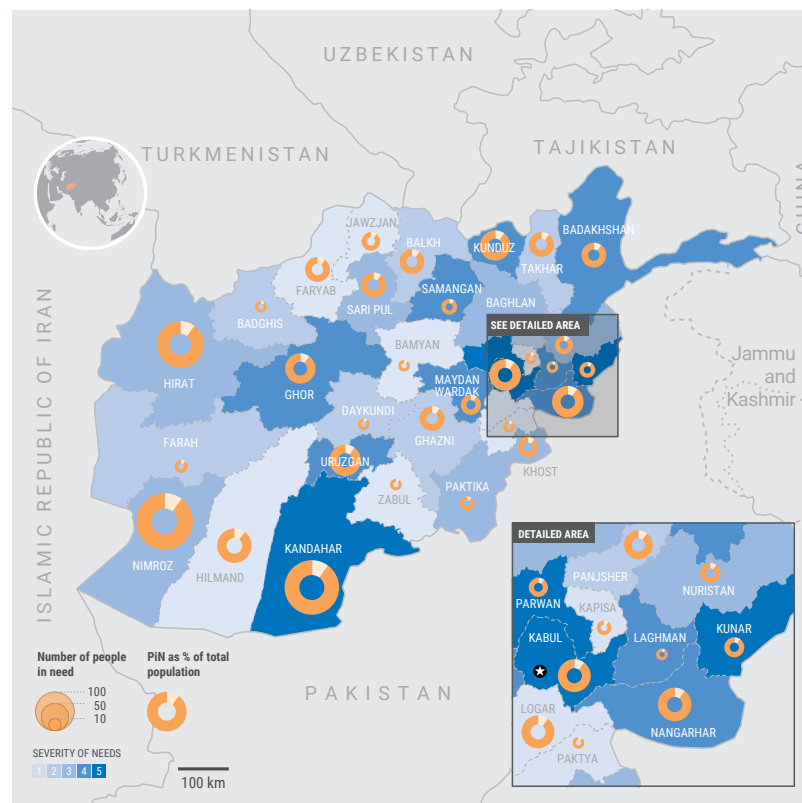 UZBEKISTAN
TURKMENISTAN
TAJIKISTAN
ISLAMIC REPUBLIC OF IRAN
JAWZJAN
BALKH
KUNDUZ
BADAKHSHAN
TAKHAR
FARYAB
SARI PUL
SAMANGAN
BAGHLAN
BADGHIS
SEE DETAILED AREA
BAMYAN
Jammu
and
Kashmir
HIRAT
GHOR
MAYDAN
WARDAK
DAYKUNDI
GHAZNI
FARAH
URUZGAN
KHOST
ZABUL
PAKTIKA
NIMROZ
HILMAND
KANDAHAR
DETAILED AREA
PANJSHER
NURISTAN
PARWAN
KAPISA
KABUL
LAGHMAN
KUNAR
LOGAR
NANGARHAR
PAKTYA
PAKISTAN
Number of people
in need
100
50
10
PiN as % of total
population
SEVERITY OF NEEDS
1 2 3 4 5
100 km